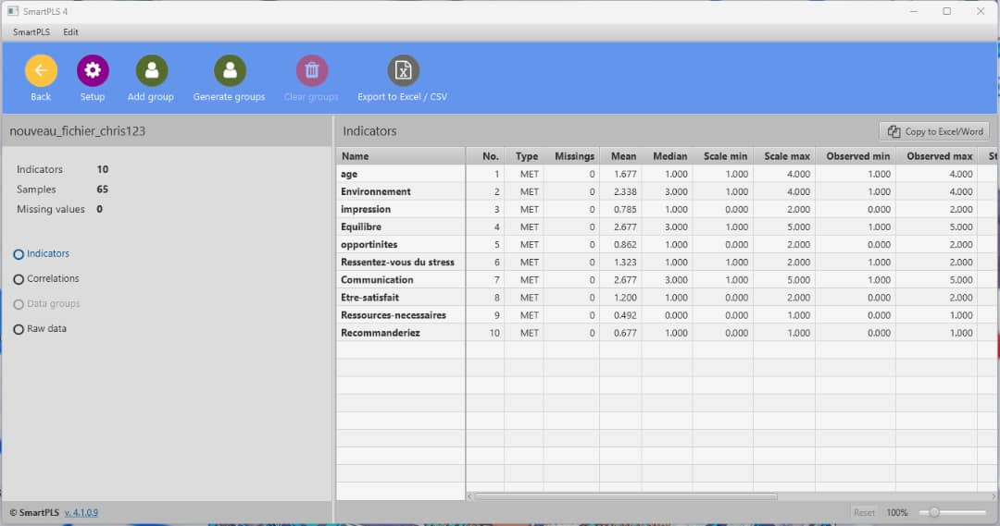 SmartPLS 4
SmartPLS Edit
Back Setup Add group Generate groups Clear groups Export to Excel / CSV
nouveau_fichier_chris123
Indicators 10
Samples 65
Missing values 0
Indicators
Correlations
Data groups
Raw data
Indicators Copy to Excel/Word
Name No. Type Missings Mean Median Scale min Scale max Observed min Observed max St
age 1 MET 0 1.677 1.000 1.000 4.000 1.000 4.000
Environnement 2 MET 0 2.338 3.000 1.000 4.000 1.000 4.000
impression 3 MET 0 0.785 1.000 0.000 2.000 0.000 2.000
Equilibre 4 MET 0 2.677 3.000 1.000 5.000 1.000 5.000
opportinites 5 MET 0 0.862 1.000 0.000 2.000 0.000 2.000
Ressentez-vous du stress 6 MET 0 1.323 1.000 1.000 2.000 1.000 2.000
Communication 7 MET 0 2.677 3.000 1.000 5.000 1.000 5.000
Etre-satisfait 8 MET 0 1.200 1.000 0.000 2.000 0.000 2.000
Ressources-necessaires 9 MET 0 0.492 0.000 0.000 1.000 0.000 1.000
Recommanderiez 10 MET 0 0.677 1.000 0.000 1.000 0.000 1.000
© SmartPLS v. 4.1.0.9
Reset 100%